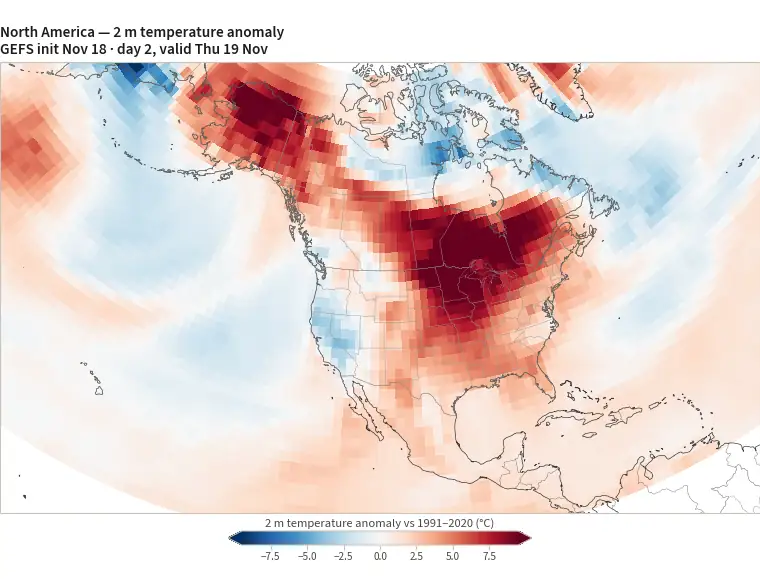 North America — 2 m temperature anomaly
GEFS init Nov 18 · day 2, valid Thu 19 Nov
2 m temperature anomaly vs 1991–2020 (°C)
−7.5 −5.0 −2.5 0.0 2.5 5.0 7.5